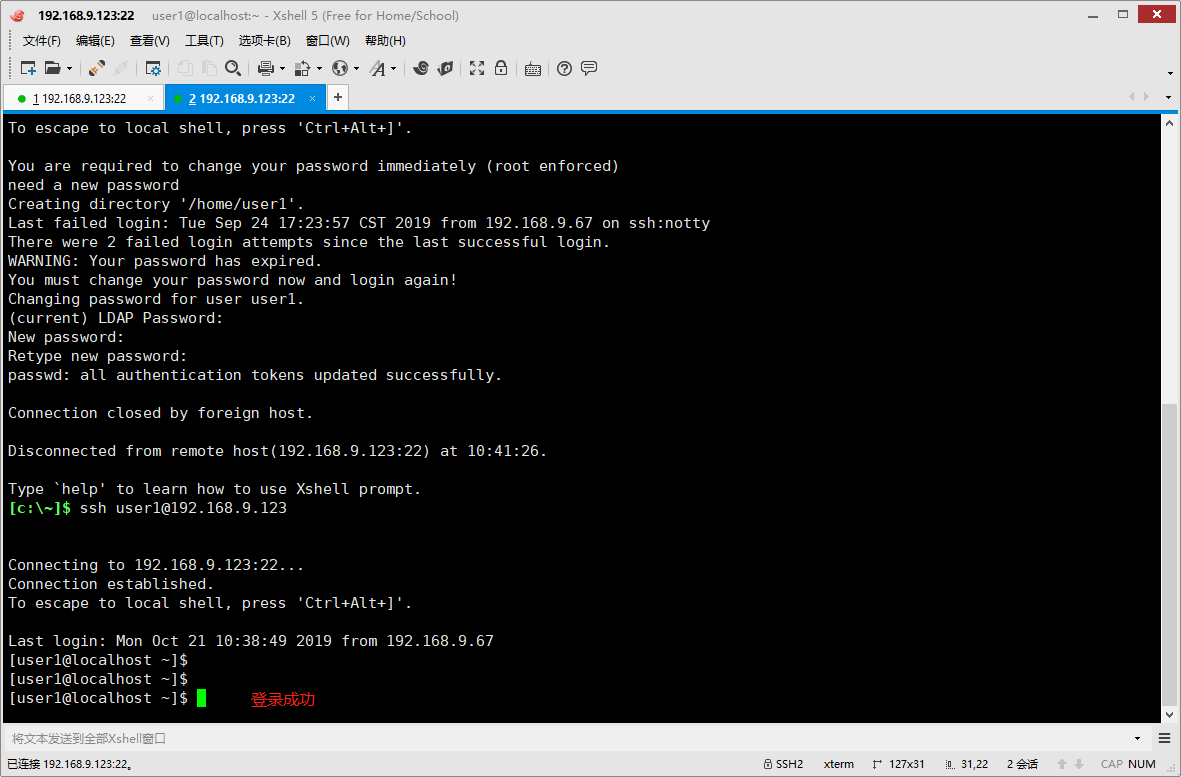 192.168.9.123:22 user1@localhost:~ - Xshell 5 (Free for Home/School)
文件(F) 编辑(E) 查看(V) 工具(T) 选项卡(B) 窗口(W) 帮助(H)
1 192.168.9.123:22 × 2 192.168.9.123:22 × +
To escape to local shell, press 'Ctrl+Alt+]'.
You are required to change your password immediately (root enforced)
need a new password
Creating directory '/home/user1'.
Last failed login: Tue Sep 24 17:23:57 CST 2019 from 192.168.9.67 on ssh:notty
There were 2 failed login attempts since the last successful login.
WARNING: Your password has expired.
You must change your password now and login again!
Changing password for user user1.
(current) LDAP Password:
New password:
Retype new password:
passwd: all authentication tokens updated successfully.
Connection closed by foreign host.
Disconnected from remote host(192.168.9.123:22) at 10:41:26.
Type `help' to learn how to use Xshell prompt.
[c:\~]$ ssh user1@192.168.9.123
Connecting to 192.168.9.123:22...
Connection established.
To escape to local shell, press 'Ctrl+Alt+]'.
Last login: Mon Oct 21 10:38:49 2019 from 192.168.9.67
[user1@localhost ~]$
[user1@localhost ~]$
[user1@localhost ~]$ 登录成功
将文本发送到全部Xshell窗口
已连接 192.168.9.123:22。 SSH2 xterm 127x31 31,22 2 会话 CAP NUM